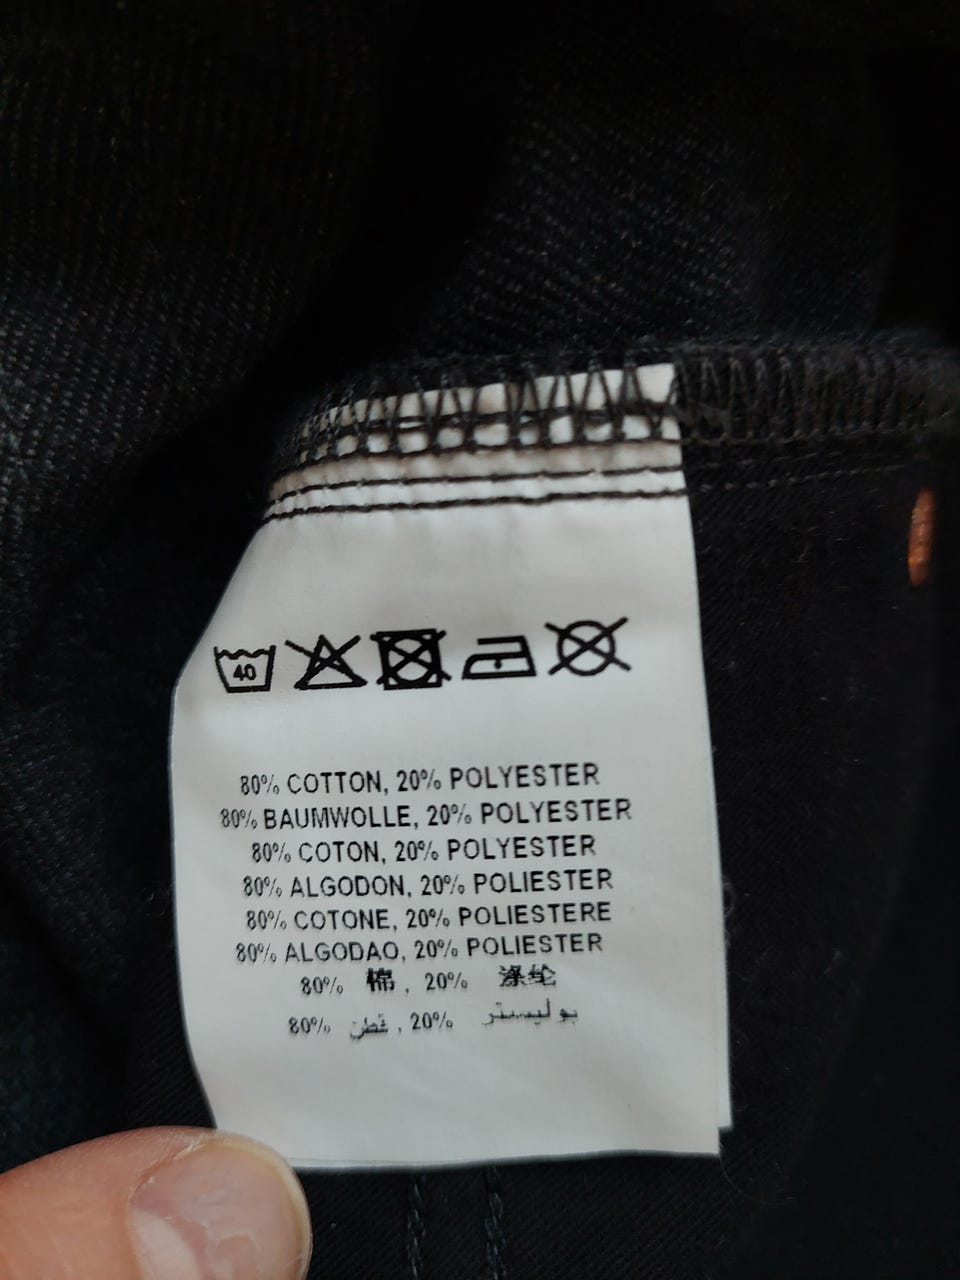 40
80% COTTON, 20% POLYESTER
80% BAUMWOLLE, 20% POLYESTER
80% COTON, 20% POLYESTER
80% ALGODON, 20% POLIESTER
80% COTONE, 20% POLIESTERE
80% ALGODAO, 20% POLIESTER
80% 棉, 20% 涤纶
80% قطن, 20% بوليستر